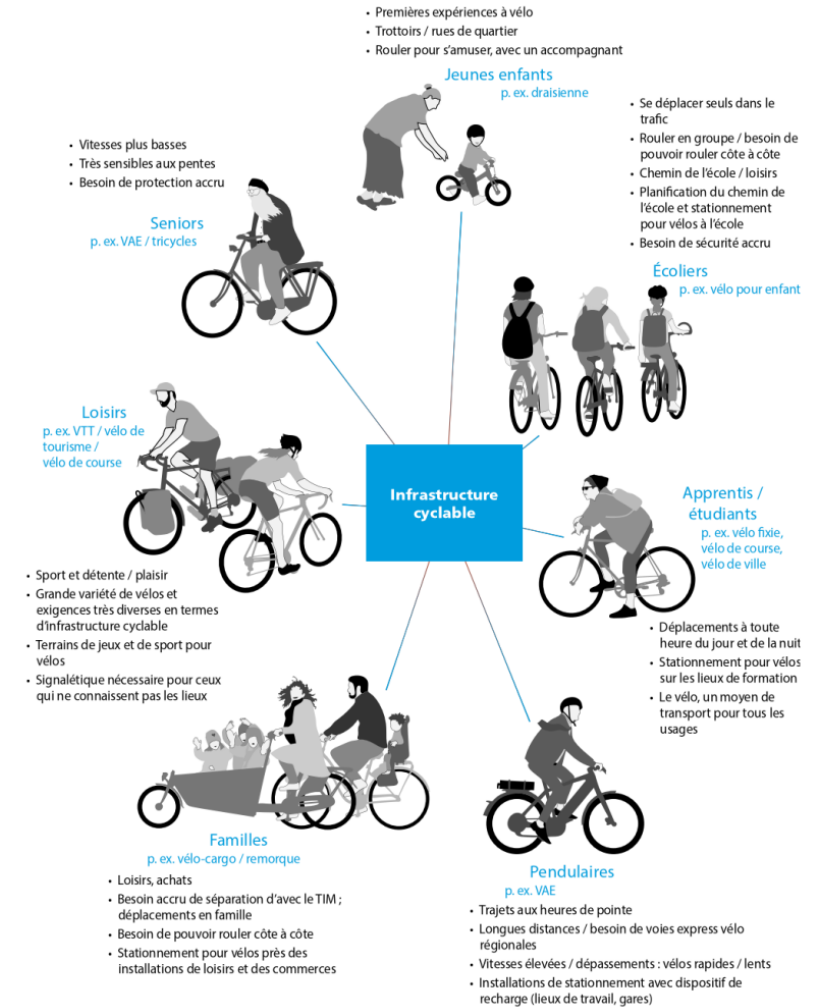 • Premières expériences à vélo
• Trottoirs / rues de quartier
• Rouler pour s'amuser, avec un accompagnant
Jeunes enfants
p. ex. draisienne
• Se déplacer seuls dans le
trafic
• Rouler en groupe / besoin de
pouvoir rouler côte à côte
• Chemin de l'école / loisirs
• Planification du chemin de
l'école et stationnement
pour vélos à l'école
• Besoin de sécurité accru
Écoliers
p. ex. vélo pour enfant
• Vitesses plus basses
• Très sensibles aux pentes
• Besoin de protection accru
Seniors
p. ex. VAE / tricycles
Loisirs
p. ex. VTT / vélo de
tourisme /
vélo de course
• Sport et détente / plaisir
• Grande variété de vélos et
exigences très diverses en termes
d'infrastructure cyclable
• Terrains de jeux et de sport pour
vélos
• Signalétique nécessaire pour ceux
qui ne connaissent pas les lieux
Infrastructure
cyclable
Apprentis /
étudiants
p. ex. vélo fixie,
vélo de course,
vélo de ville
• Déplacements à toute
heure du jour et de la nuit
• Stationnement pour vélos
sur les lieux de formation
• Le vélo, un moyen de
transport pour tous les
usages
Familles
p. ex. vélo-cargo / remorque
• Loisirs, achats
• Besoin accru de séparation d'avec le TIM ;
déplacements en famille
• Besoin de pouvoir rouler côte à côte
• Stationnement pour vélos près des
installations de loisirs et des commerces
Pendulaires
p. ex. VAE
• Trajets aux heures de pointe
• Longues distances / besoin de voies express vélo
régionales
• Vitesses élevées / dépassements : vélos rapides / lents
• Installations de stationnement avec dispositif de
recharge (lieux de travail, gares)